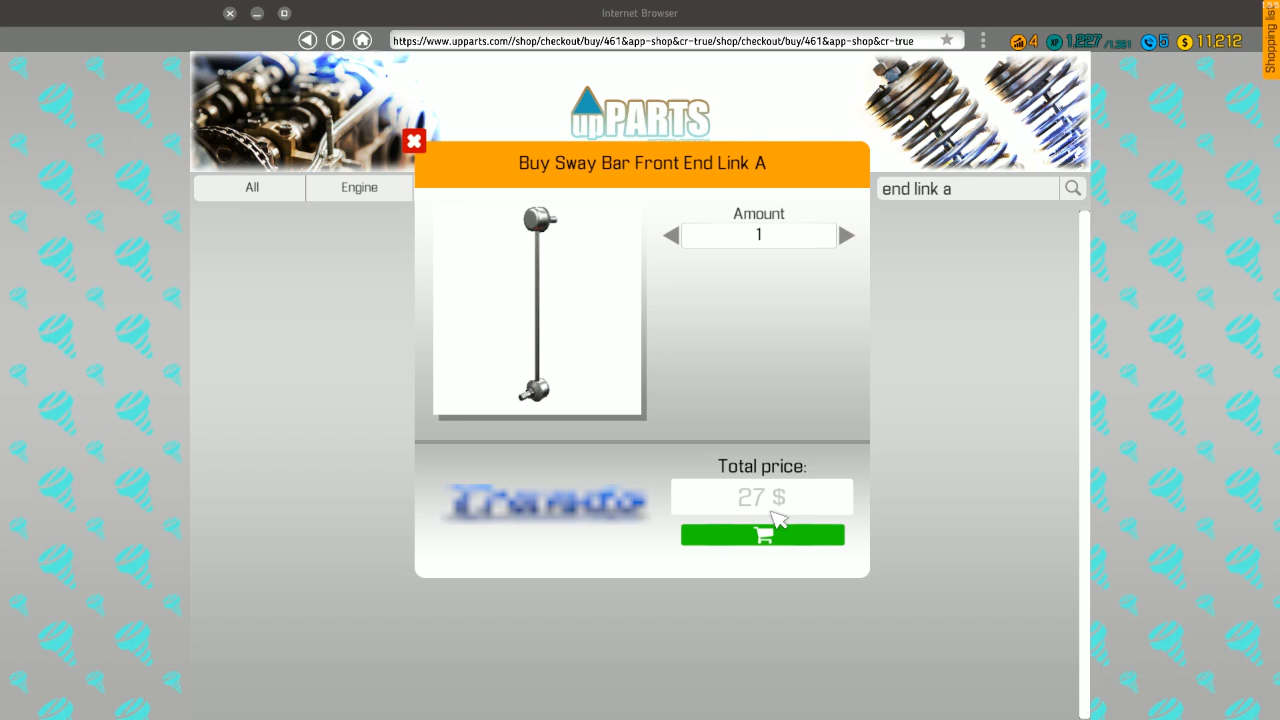 Internet Browser
https://www.upparts.com//shop/checkout/buy/461&app-shop&cr-true/shop/checkout/buy/461&app-shop&cr-true
4
XP 1,227
5
$ 11,212
Shopping list
upPARTS
Buy Sway Bar Front End Link A
All
Engine
end link a
Amount
1
Total price:
27 $